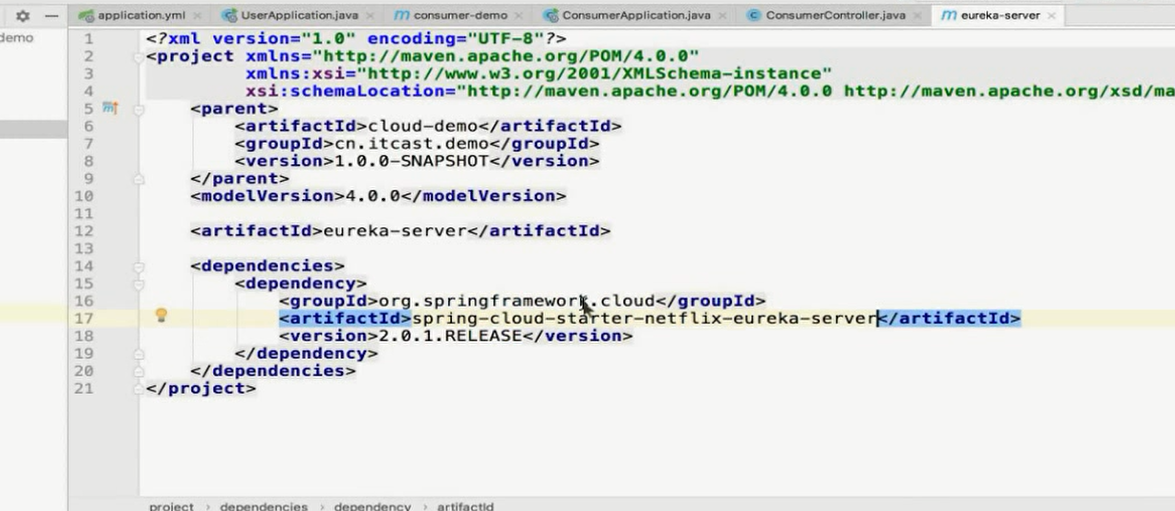 application.yml UserApplication.java consumer-demo ConsumerApplication.java ConsumerController.java eureka-server
demo
1 <?xml version="1.0" encoding="UTF-8"?>
2 <project xmlns="http://maven.apache.org/POM/4.0.0"
3 xmlns:xsi="http://www.w3.org/2001/XMLSchema-instance"
4 xsi:schemaLocation="http://maven.apache.org/POM/4.0.0 http://maven.apache.org/xsd/ma
5 <parent>
6 <artifactId>cloud-demo</artifactId>
7 <groupId>cn.itcast.demo</groupId>
8 <version>1.0.0-SNAPSHOT</version>
9 </parent>
10 <modelVersion>4.0.0</modelVersion>
11
12 <artifactId>eureka-server</artifactId>
13
14 <dependencies>
15 <dependency>
16 <groupId>org.springframework.cloud</groupId>
17 <artifactId>spring-cloud-starter-netflix-eureka-server</artifactId>
18 <version>2.0.1.RELEASE</version>
19 </dependency>
20 </dependencies>
21 </project>
project › dependencies › dependency › artifactId